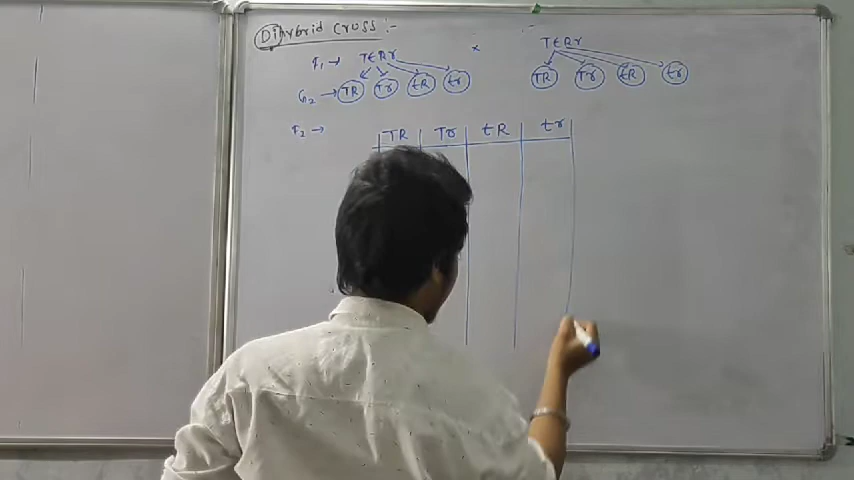 Dihybrid Cross :-
F₁ → TtRr × TtRr
G₂ → TR Tr tR tr TR Tr tR tr
F₂ →
TR Tr tR tr